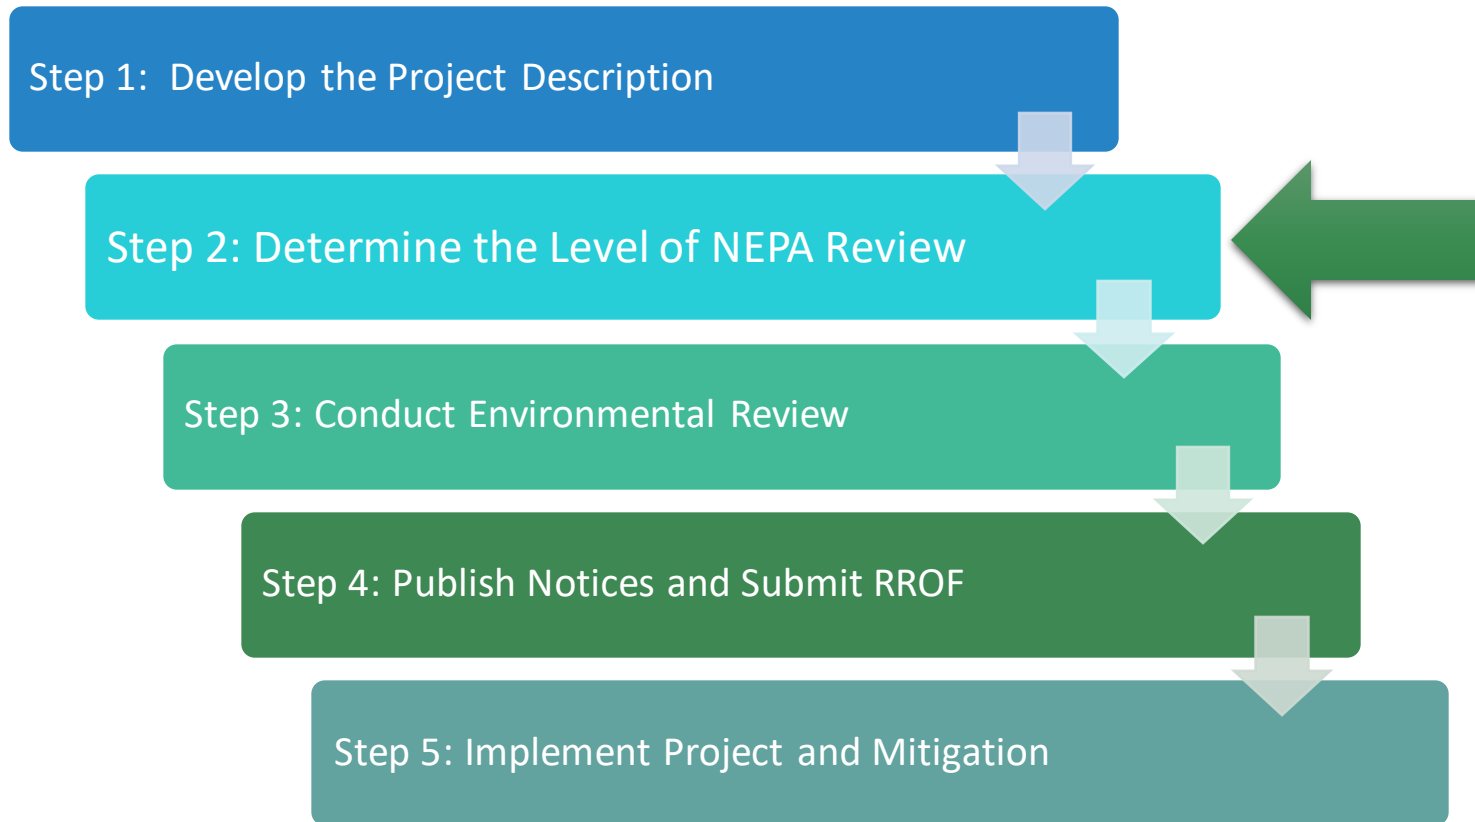 Step 1: Develop the Project Description
Step 2: Determine the Level of NEPA Review
Step 3: Conduct Environmental Review
Step 4: Publish Notices and Submit RROF
Step 5: Implement Project and Mitigation